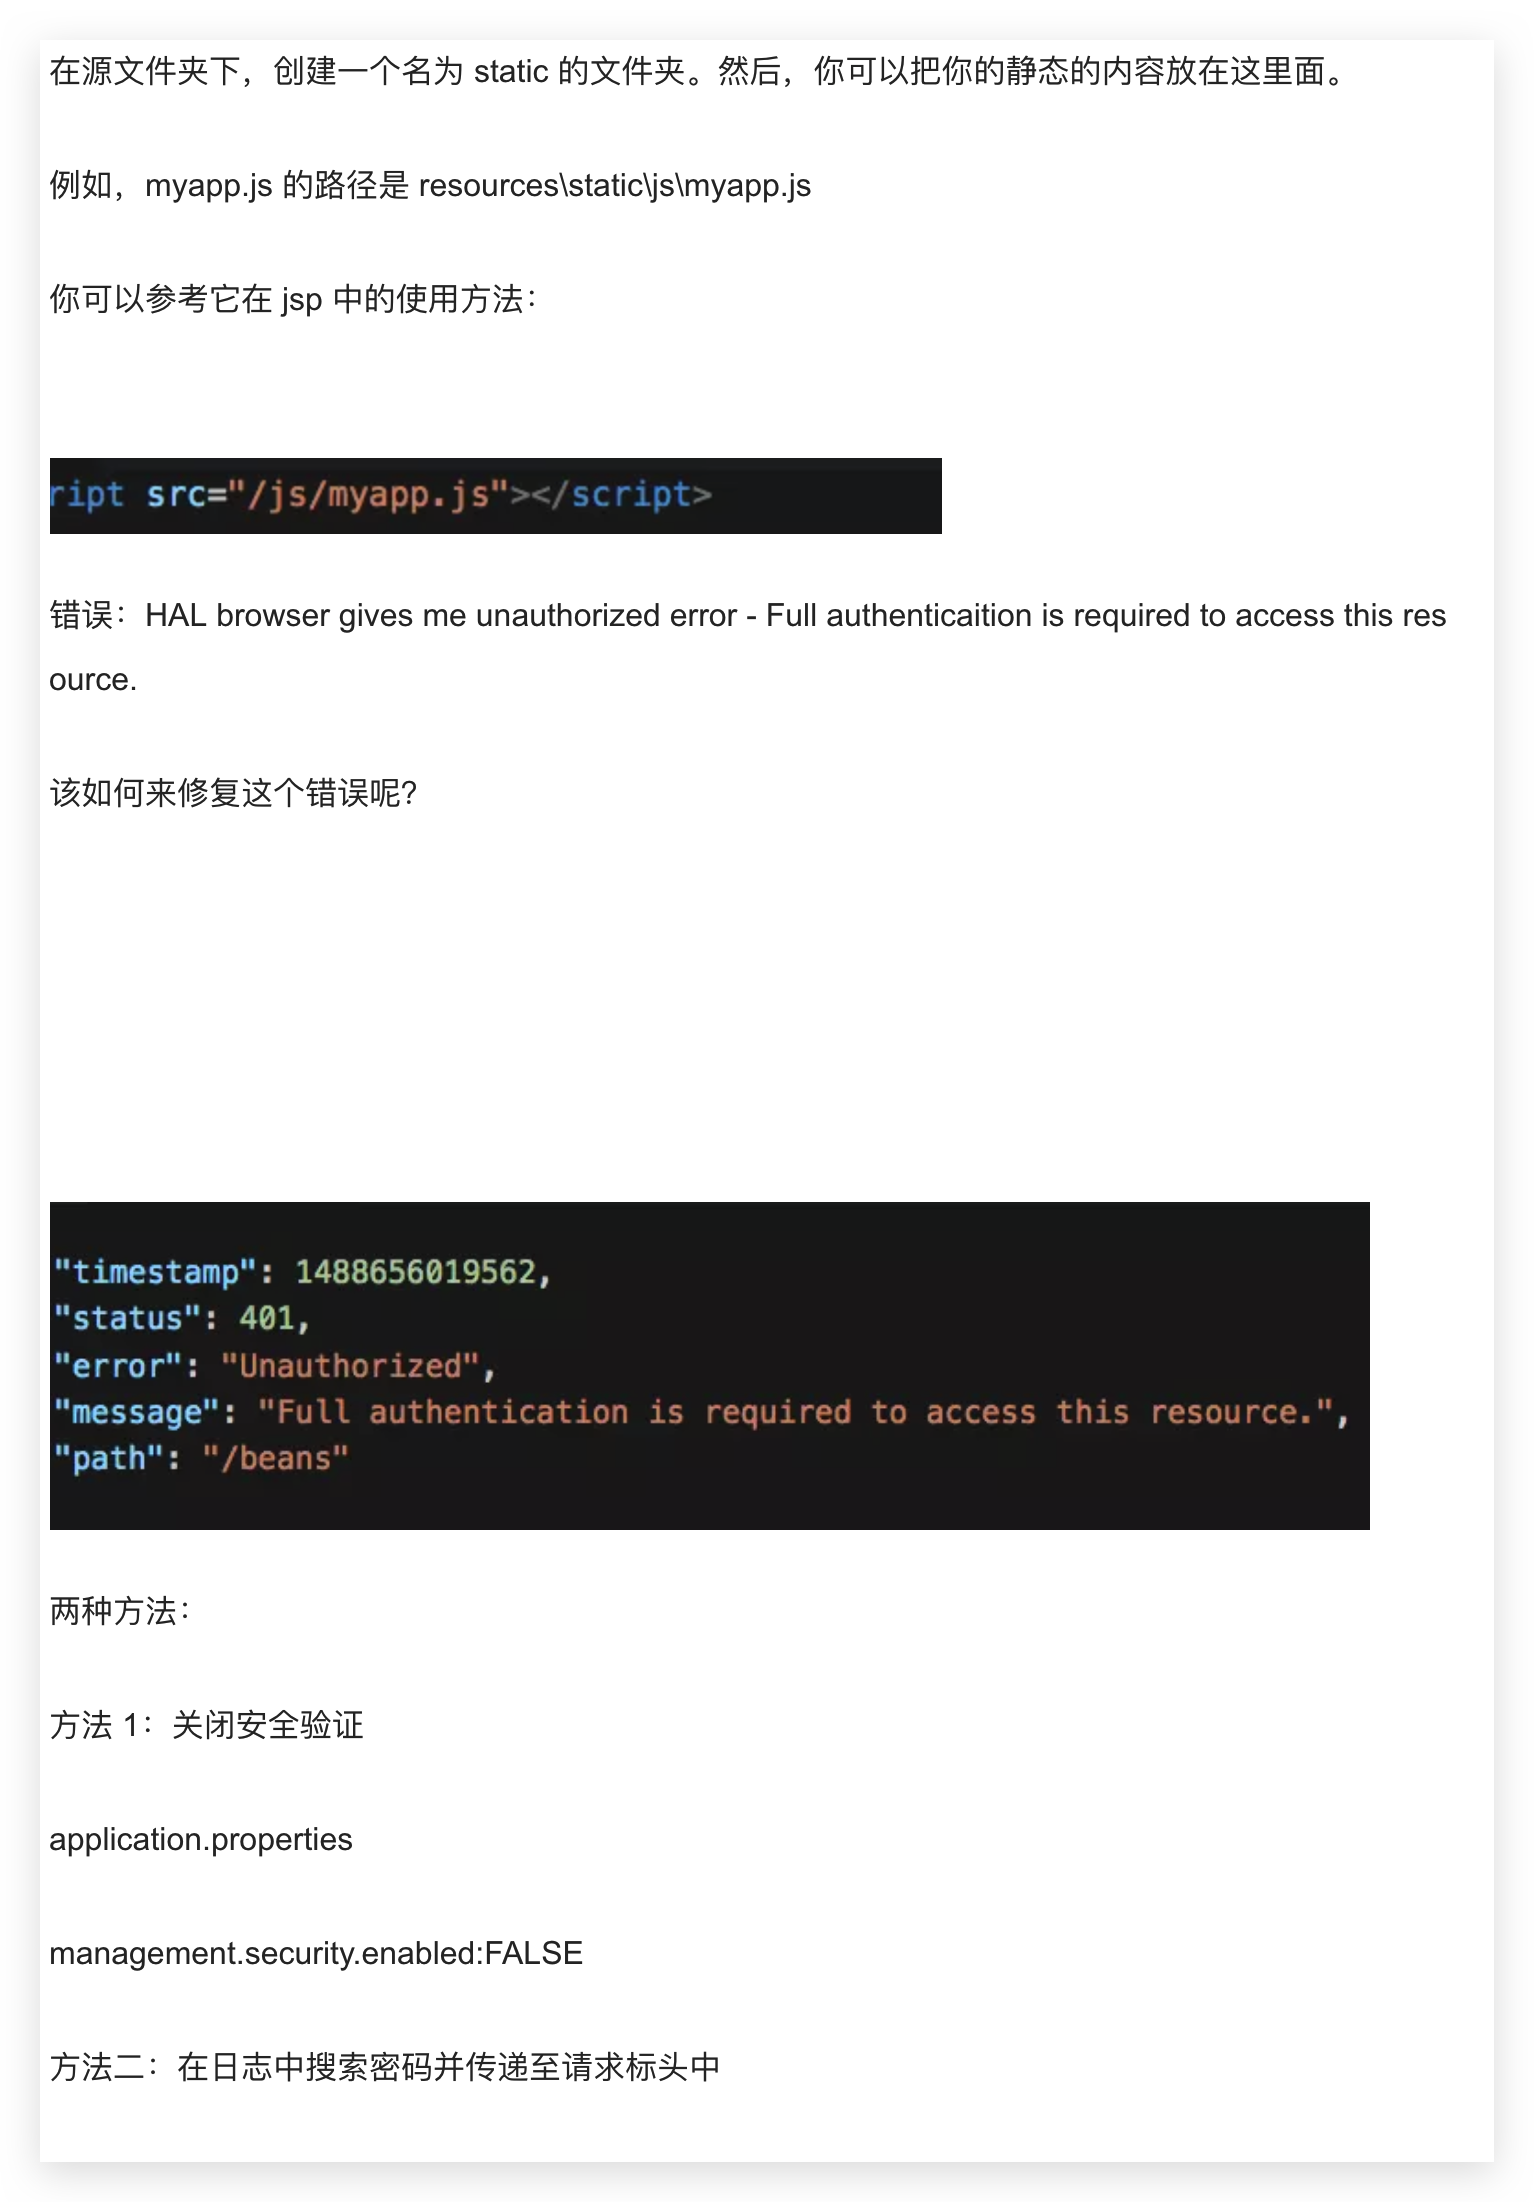 在源文件夹下，创建一个名为 static 的文件夹。然后，你可以把你的静态的内容放在这里面。
例如，myapp.js 的路径是 resources\static\js\myapp.js
你可以参考它在 jsp 中的使用方法：
ript src="/js/myapp.js"></script>
错误：HAL browser gives me unauthorized error - Full authenticaition is required to access this res
ource.
该如何来修复这个错误呢?
"timestamp": 1488656019562,
"status": 401,
"error": "Unauthorized",
"message": "Full authentication is required to access this resource.",
"path": "/beans"
两种方法：
方法 1：关闭安全验证
application.properties
management.security.enabled:FALSE
方法二：在日志中搜索密码并传递至请求标头中